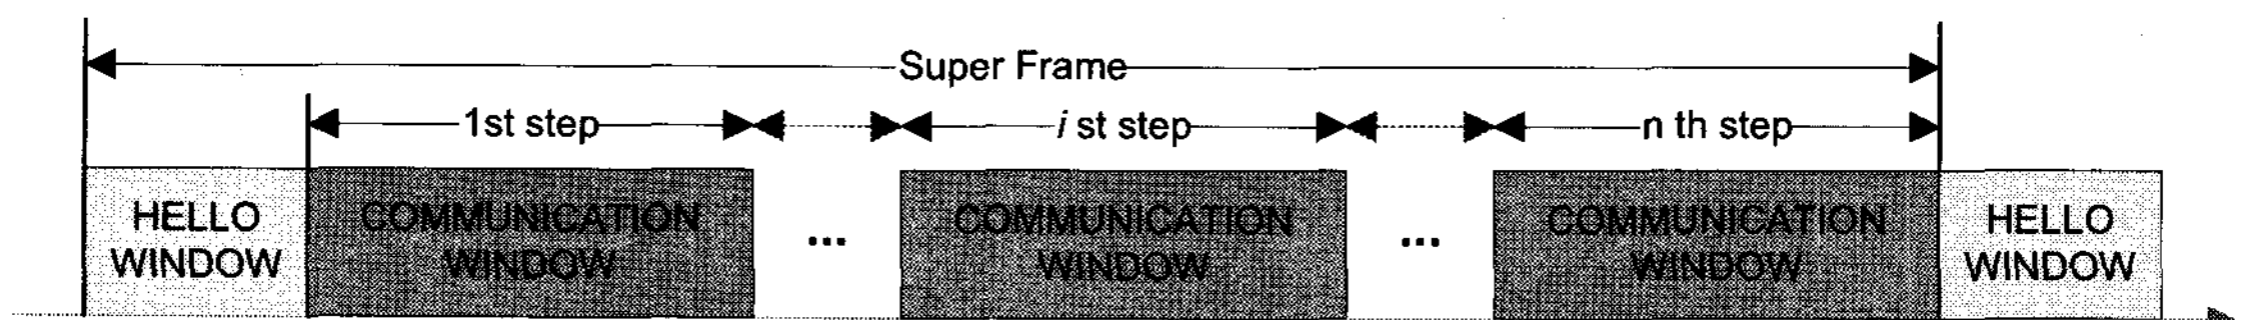 Super Frame
1st step
i st step
n th step
HELLO
WINDOW
COMMUNICATION
WINDOW
...
COMMUNICATION
WINDOW
...
COMMUNICATION
WINDOW
HELLO
WINDOW